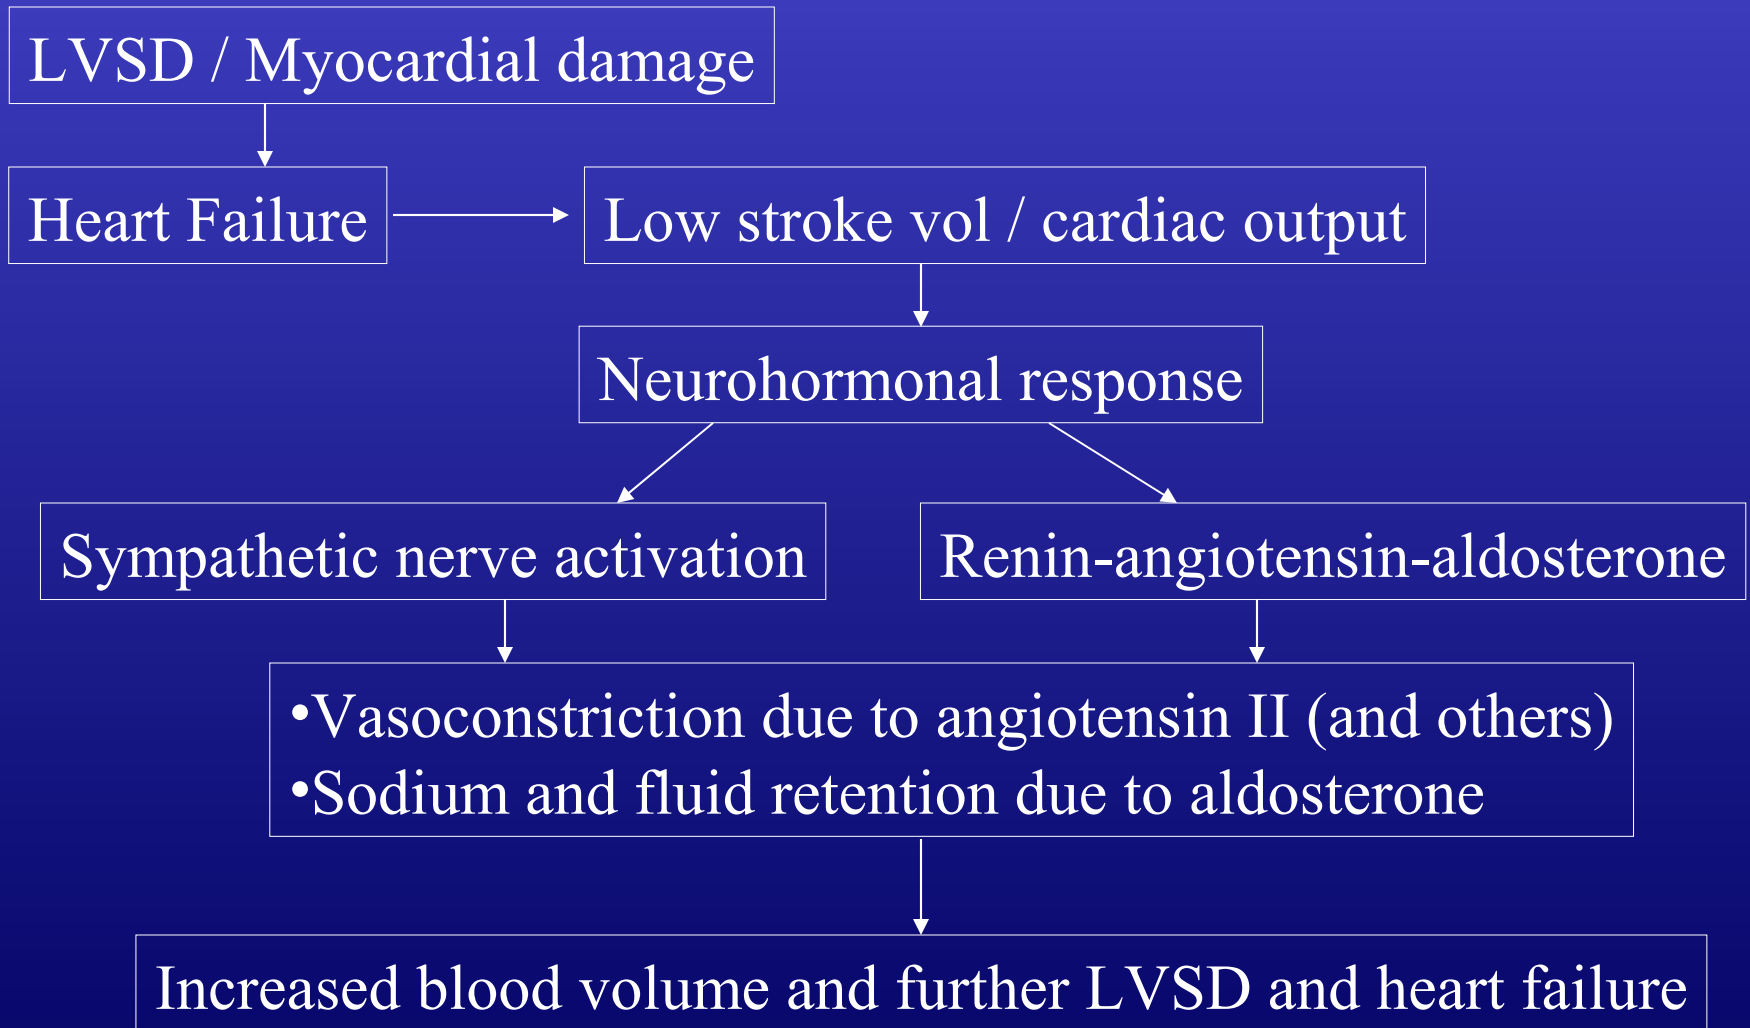 LVSD / Myocardial damage
Heart Failure
Low stroke vol / cardiac output
Neurohormonal response
Sympathetic nerve activation
Renin-angiotensin-aldosterone
•Vasoconstriction due to angiotensin II (and others)
•Sodium and fluid retention due to aldosterone
Increased blood volume and further LVSD and heart failure